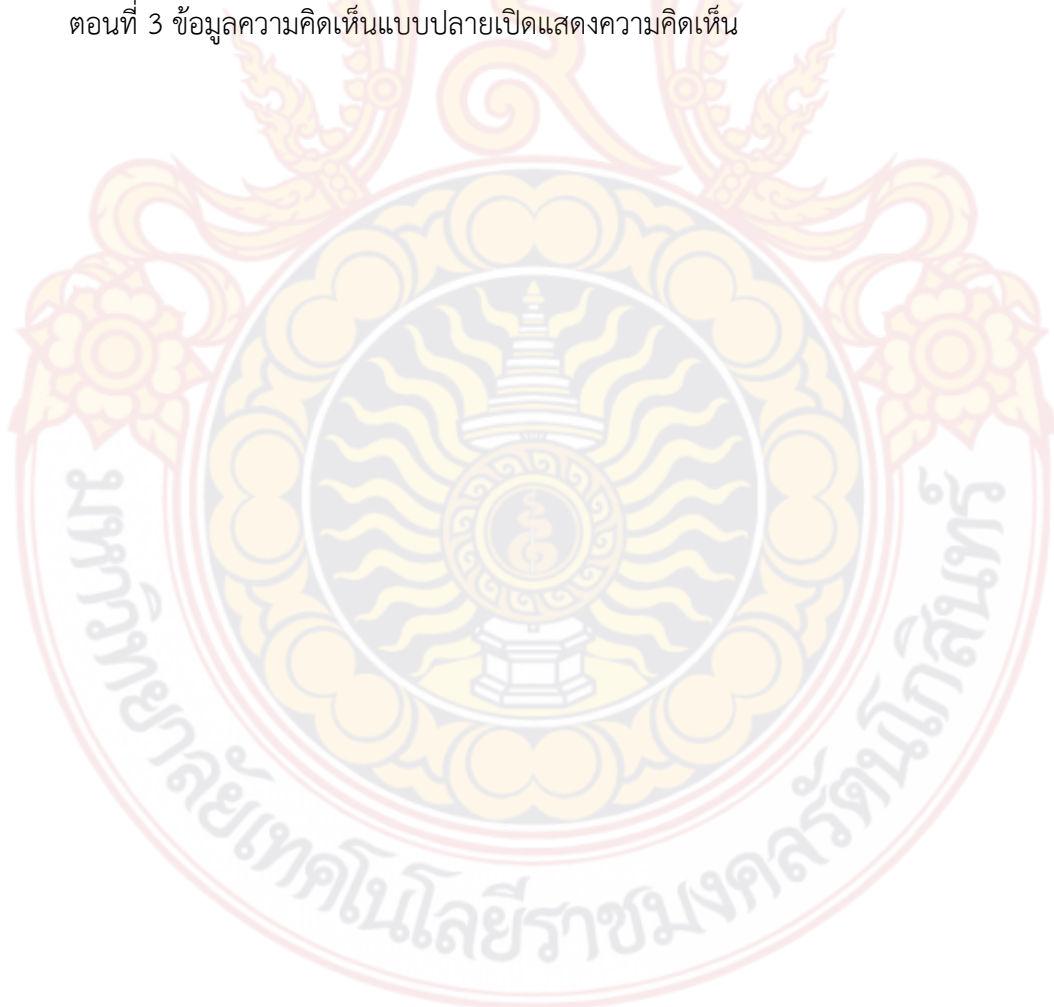 ตอนที่ 3 ข้อมูลความคิดเห็นแบบปลายเปิดแสดงความคิดเห็น
มหาวิทยาลัยเทคโนโลยีราชมงคลรัตนโกสินทร์